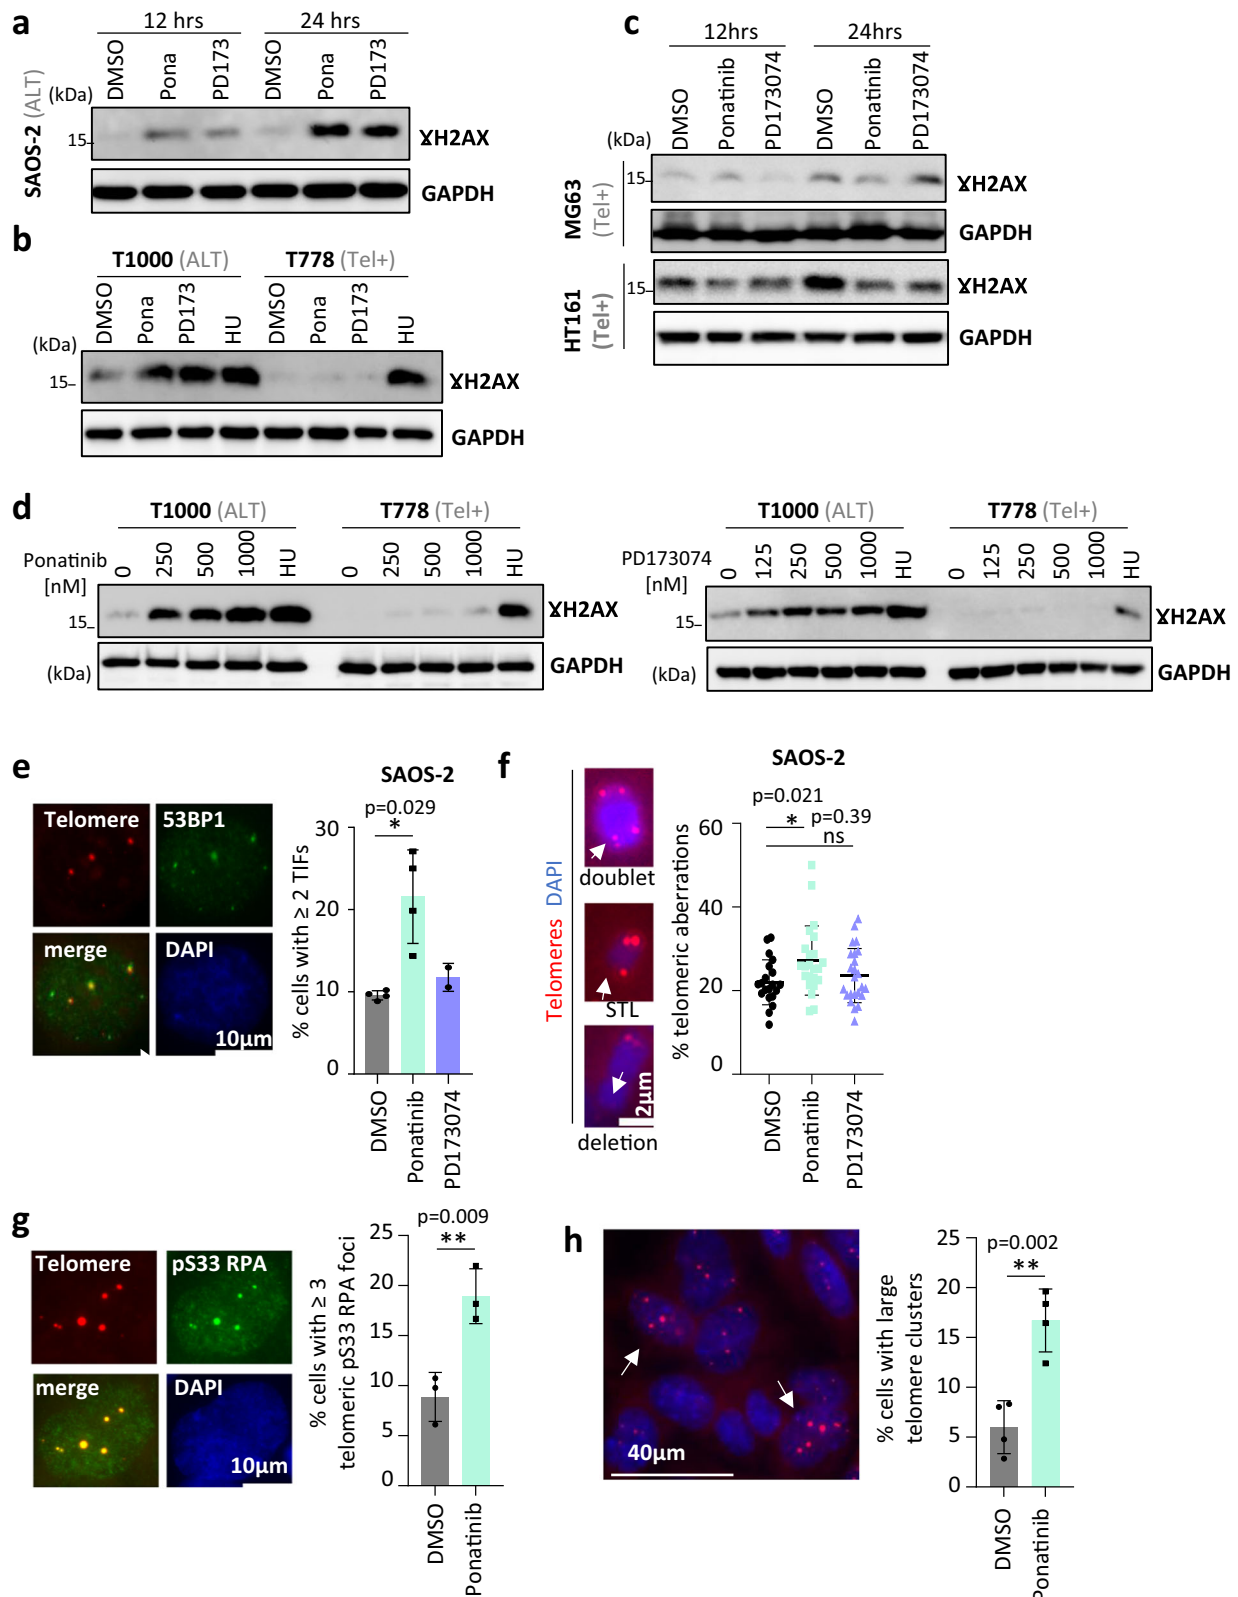 a
12 hrs
24 hrs
DMSO
Pona
PD173
DMSO
Pona
PD173
SAOS-2 (ALT)
(kDa)
15
ɣH2AX
GAPDH
b
T1000 (ALT)
T778 (Tel+)
DMSO
Pona
PD173
HU
DMSO
Pona
PD173
HU
(kDa)
15
ɣH2AX
GAPDH
c
12hrs
24hrs
DMSO
Ponatinib
PD173074
DMSO
Ponatinib
PD173074
(kDa)
MG63
(Tel+)
15
ɣH2AX
GAPDH
HT161
(Tel+)
15
ɣH2AX
GAPDH
d
T1000 (ALT)
T778 (Tel+)
Ponatinib
[nM]
0
250
500
1000
HU
0
250
500
1000
HU
15
ɣH2AX
(kDa)
GAPDH
T1000 (ALT)
T778 (Tel+)
PD173074
[nM]
0
125
250
500
1000
HU
0
125
250
500
1000
HU
15
ɣH2AX
(kDa)
GAPDH
e
Telomere
53BP1
merge
DAPI
10µm
SAOS-2
p=0.029
*
% cells with ≥ 2 TIFs
30
20
10
0
DMSO
Ponatinib
PD173074
f
Telomeres DAPI
doublet
STL
2µm
deletion
SAOS-2
p=0.021
* p=0.39
ns
% telomeric aberrations
60
40
20
0
DMSO
Ponatinib
PD173074
g
Telomere
pS33 RPA
merge
DAPI
10µm
p=0.009
**
% cells with ≥ 3
telomeric pS33 RPA foci
25
20
15
10
5
0
DMSO
Ponatinib
h
40µm
p=0.002
**
% cells with large
telomere clusters
25
20
15
10
5
0
DMSO
Ponatinib